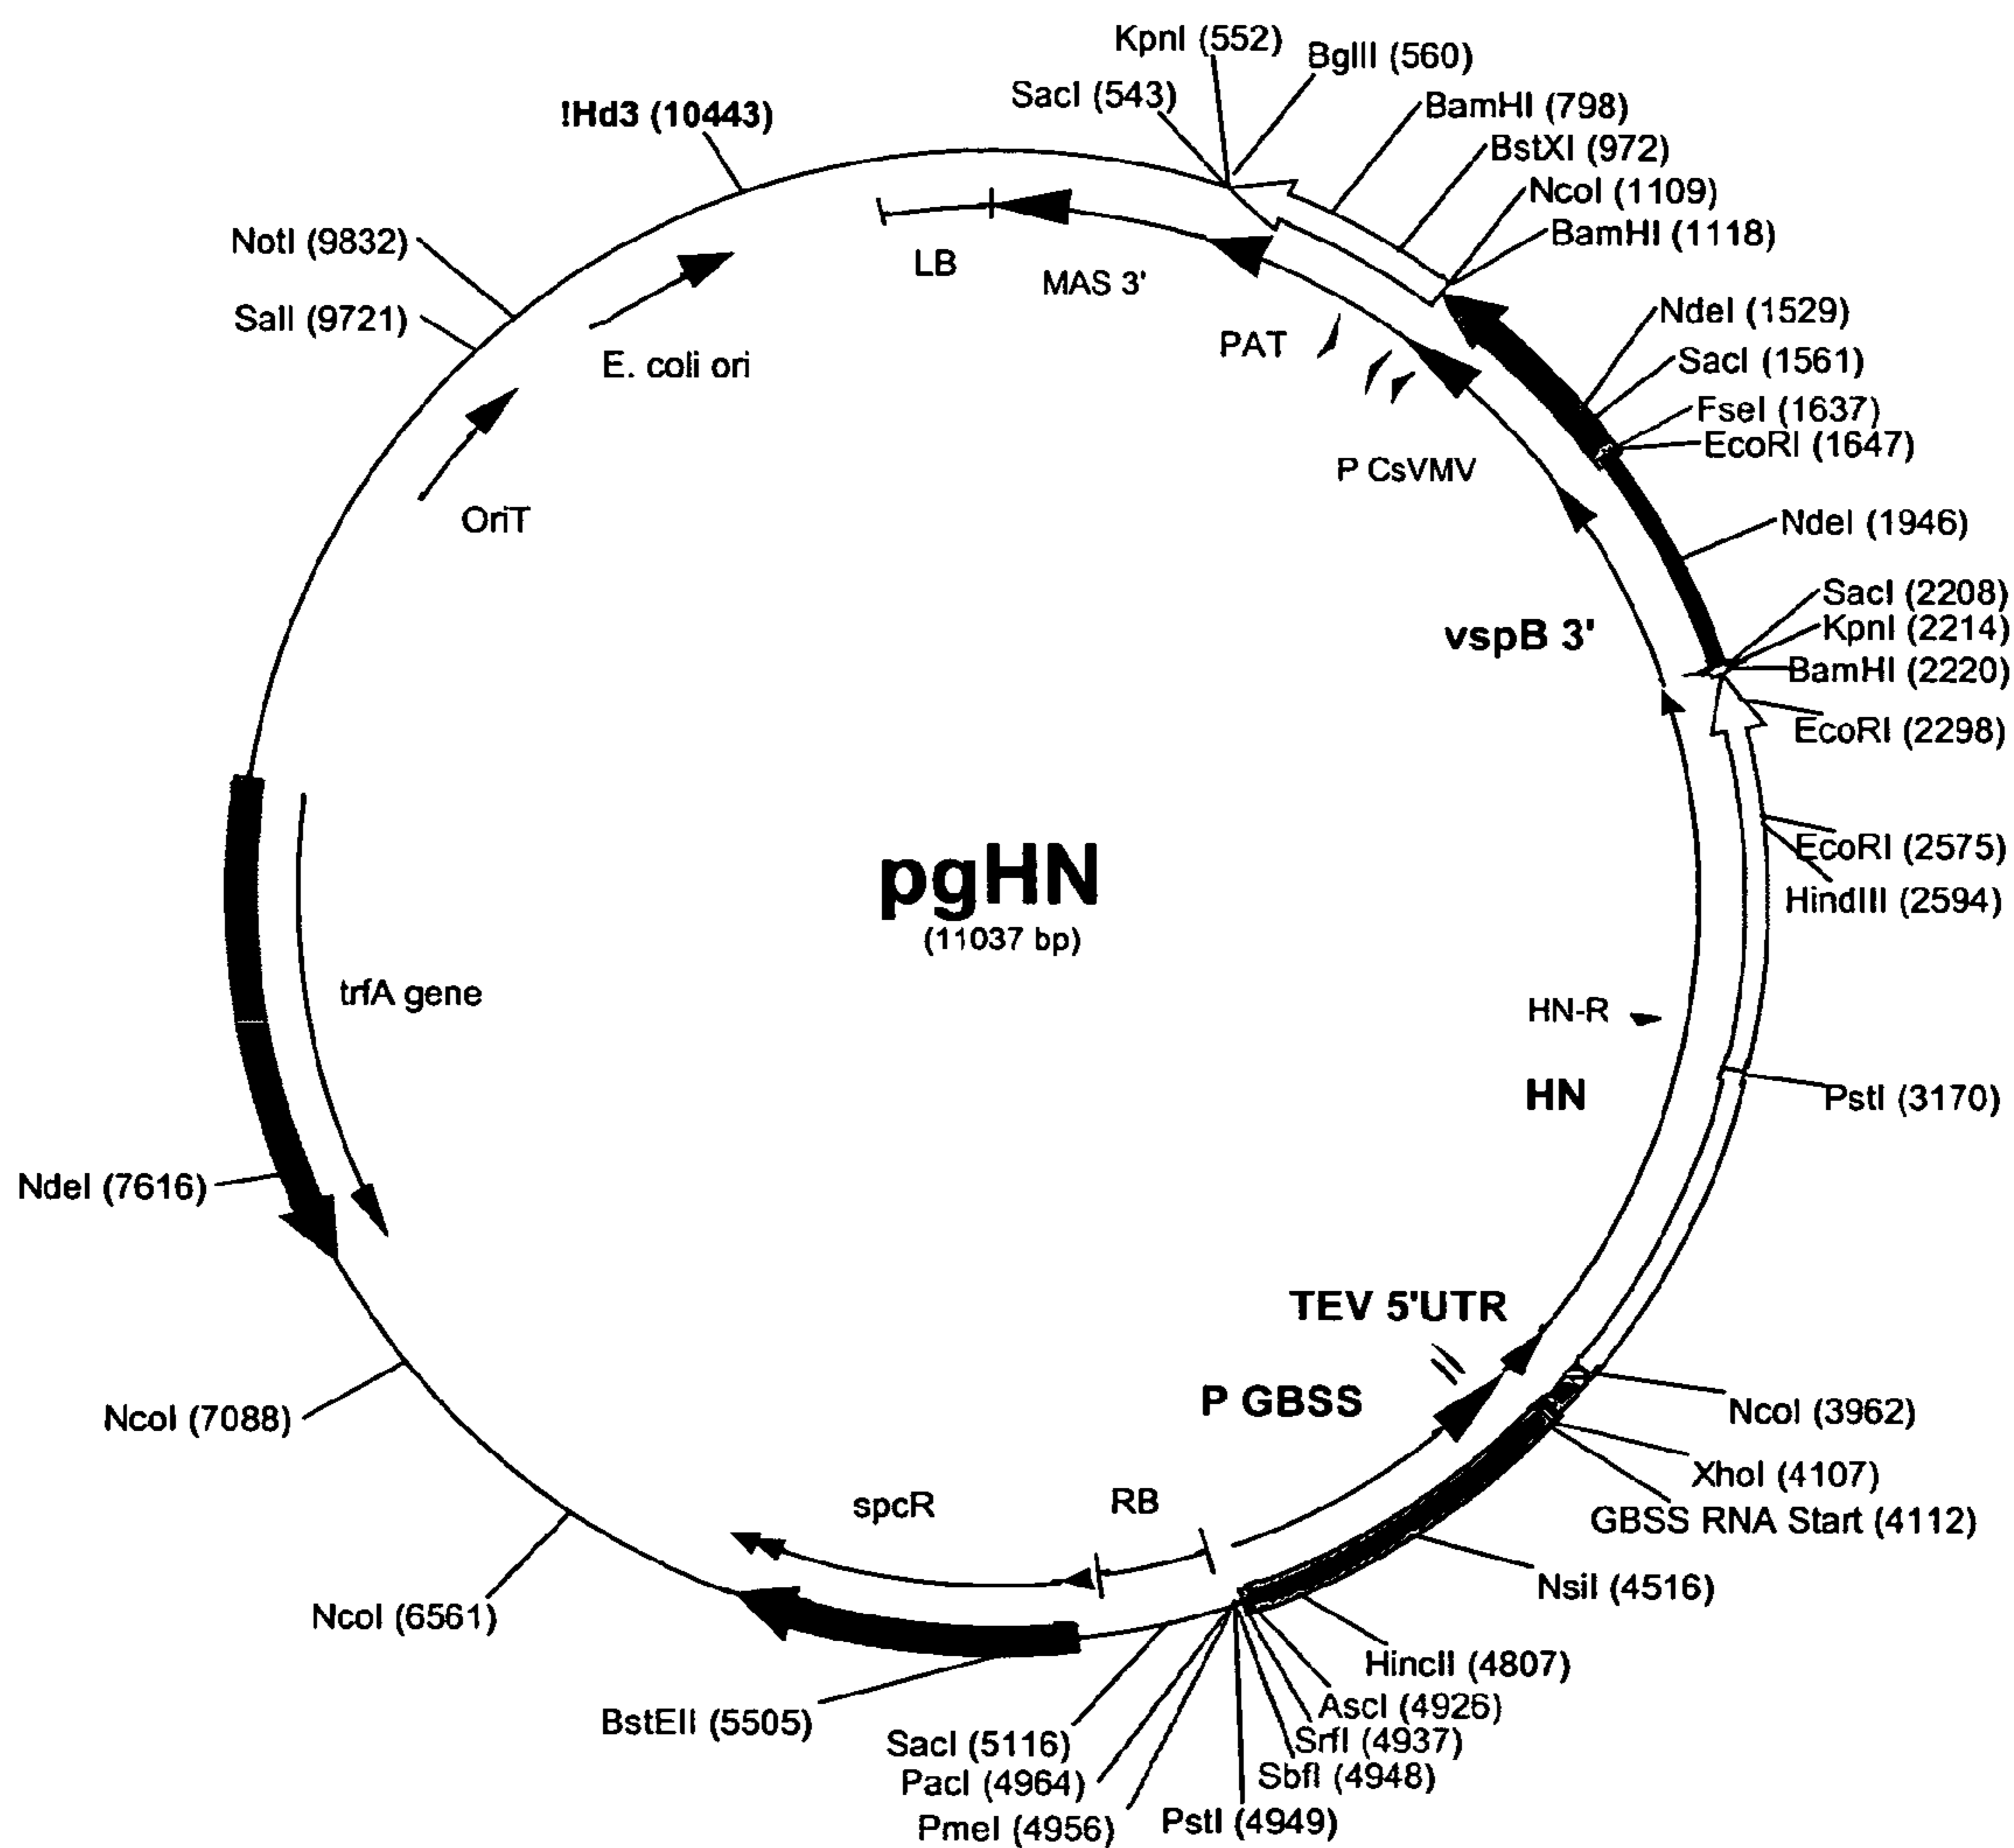 KpnI (552)
BglII (560)
SacI (543)
!Hd3 (10443)
BamHI (798)
BstXI (972)
NcoI (1109)
BamHI (1118)
NotI (9832)
SalI (9721)
LB
MAS 3'
NdeI (1529)
SacI (1561)
FseI (1637)
EcoRI (1647)
PAT
E. coli ori
P CsVMV
OriT
NdeI (1946)
SacI (2208)
KpnI (2214)
BamHI (2220)
vspB 3'
EcoRI (2298)
pgHN
(11037 bp)
EcoRI (2575)
HindIII (2594)
trfA gene
HN-R
HN
PstI (3170)
NdeI (7616)
TEV 5'UTR
P GBSS
NcoI (7088)
NcoI (3962)
XhoI (4107)
GBSS RNA Start (4112)
spcR
RB
NsiI (4516)
NcoI (6561)
HincII (4807)
BstEII (5505)
AscI (4926)
SacI (5116)
SrfI (4937)
PacI (4964)
SbfI (4948)
PmeI (4956)
PstI (4949)